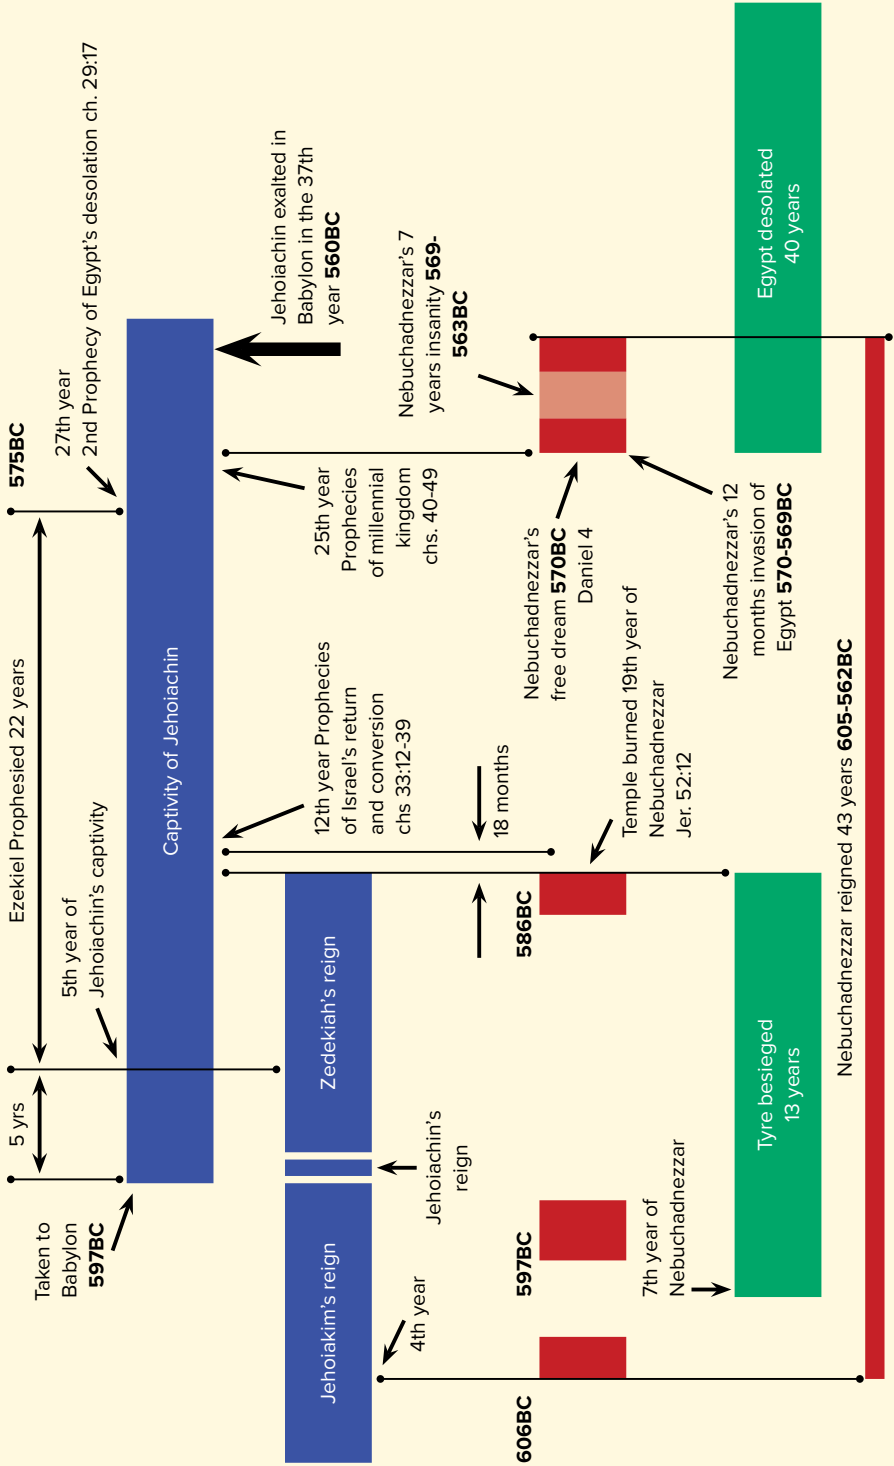 575BC
27th year
2nd Prophecy of Egypt's desolation ch. 29:17
Ezekiel Prophesied 22 years
5 yrs
5th year of
Jehoiachin's captivity
Taken to
Babylon
597BC
Captivity of Jehoiachin
Jehoiachin exalted in
Babylon in the 37th
year 560BC
25th year
Prophecies
of millennial
kingdom
chs. 40-49
12th year Prophecies
of Israel's return
and conversion
chs 33:12-39
Jehoiakim's reign
Zedekiah's reign
Jehoiachin's
reign
4th year
18 months
Nebuchadnezzar's 7
years insanity 569-
563BC
606BC
597BC
586BC
Nebuchadnezzar's
free dream 570BC
Daniel 4
Temple burned 19th year of
Nebuchadnezzar
Jer. 52:12
Nebuchadnezzar's 12
months invasion of
Egypt 570-569BC
7th year of
Nebuchadnezzar
Tyre besieged
13 years
Egypt desolated
40 years
Nebuchadnezzar reigned 43 years 605-562BC